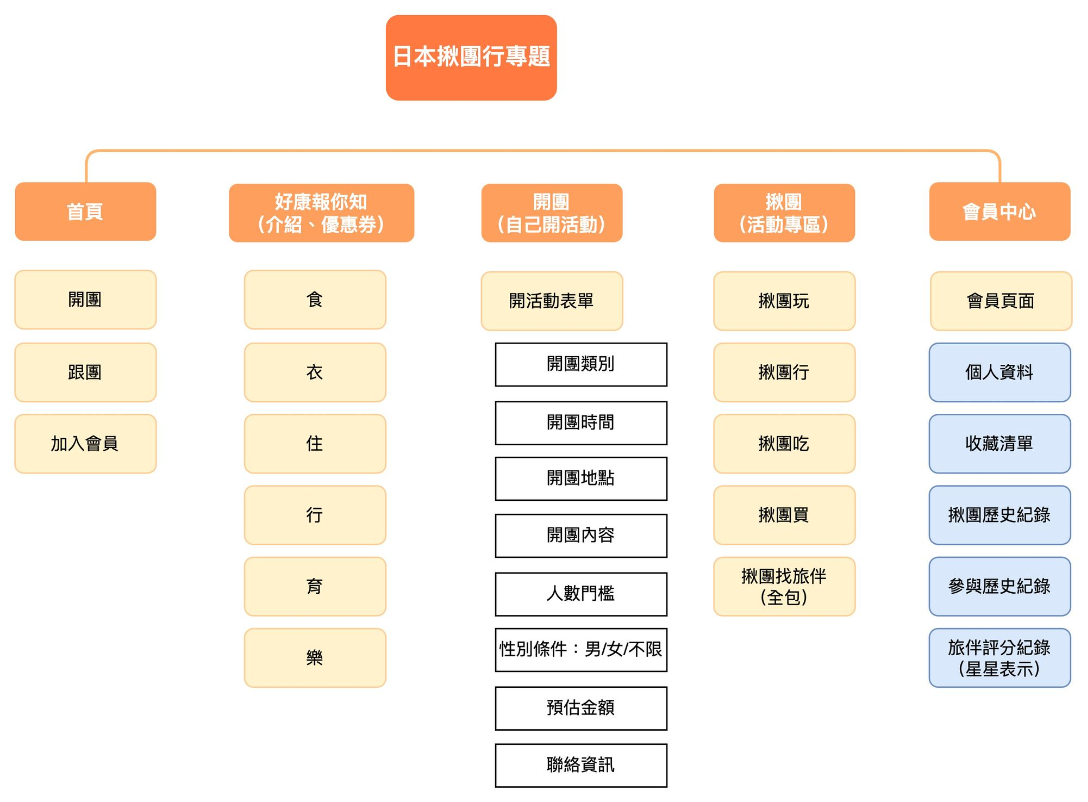 日本揪團行專題
首頁
開團
跟團
加入會員
好康報你知
（介紹、優惠券）
食
衣
住
行
育
樂
開團
（自己開活動）
開活動表單
開團類別
開團時間
開團地點
開團內容
人數門檻
性別條件：男/女/不限
預估金額
聯絡資訊
揪團
（活動專區）
揪團玩
揪團行
揪團吃
揪團買
揪團找旅伴
（全包）
會員中心
會員頁面
個人資料
收藏清單
揪團歷史紀錄
參與歷史紀錄
旅伴評分紀錄
（星星表示）